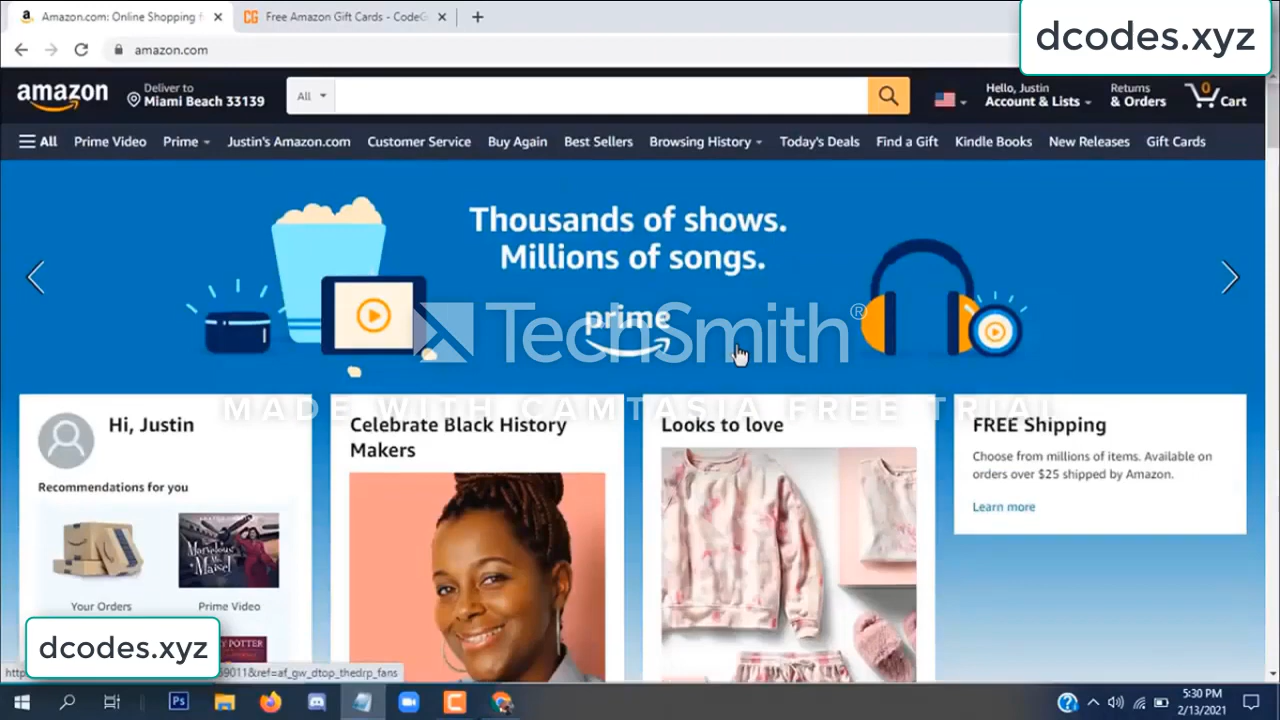 Amazon.com: Online Shopping f
Free Amazon Gift Cards - CodeG
dcodes.xyz
amazon.com
amazon
Deliver to
Miami Beach 33139
All
Hello, Justin
Account & Lists
Returns
& Orders
0
Cart
All
Prime Video
Prime
Justin's Amazon.com
Customer Service
Buy Again
Best Sellers
Browsing History
Today's Deals
Find a Gift
Kindle Books
New Releases
Gift Cards
Thousands of shows.
Millions of songs.
prime
TechSmith®
MADE WITH CAMTASIA FREE TRIAL
Hi, Justin
Recommendations for you
Your Orders
Prime Video
Celebrate Black History
Makers
Looks to love
FREE Shipping
Choose from millions of items. Available on
orders over $25 shipped by Amazon.
Learn more
dcodes.xyz
9011&ref=af_gw_dtop_thedrp_fans
Ps
5:30 PM
2/13/2021